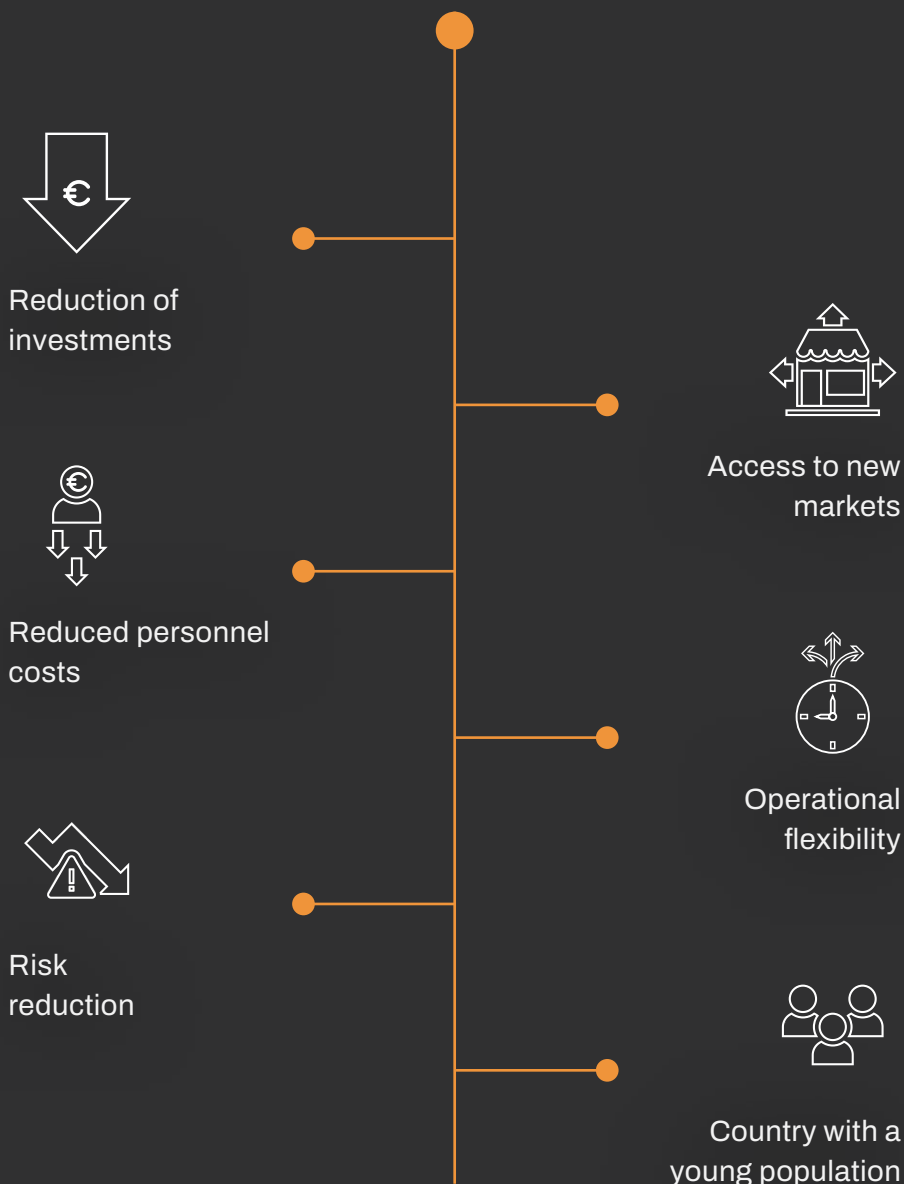 €
Reduction of
investments
Access to new
markets
€
Reduced personnel
costs
Operational
flexibility
!
Risk
reduction
Country with a
young population